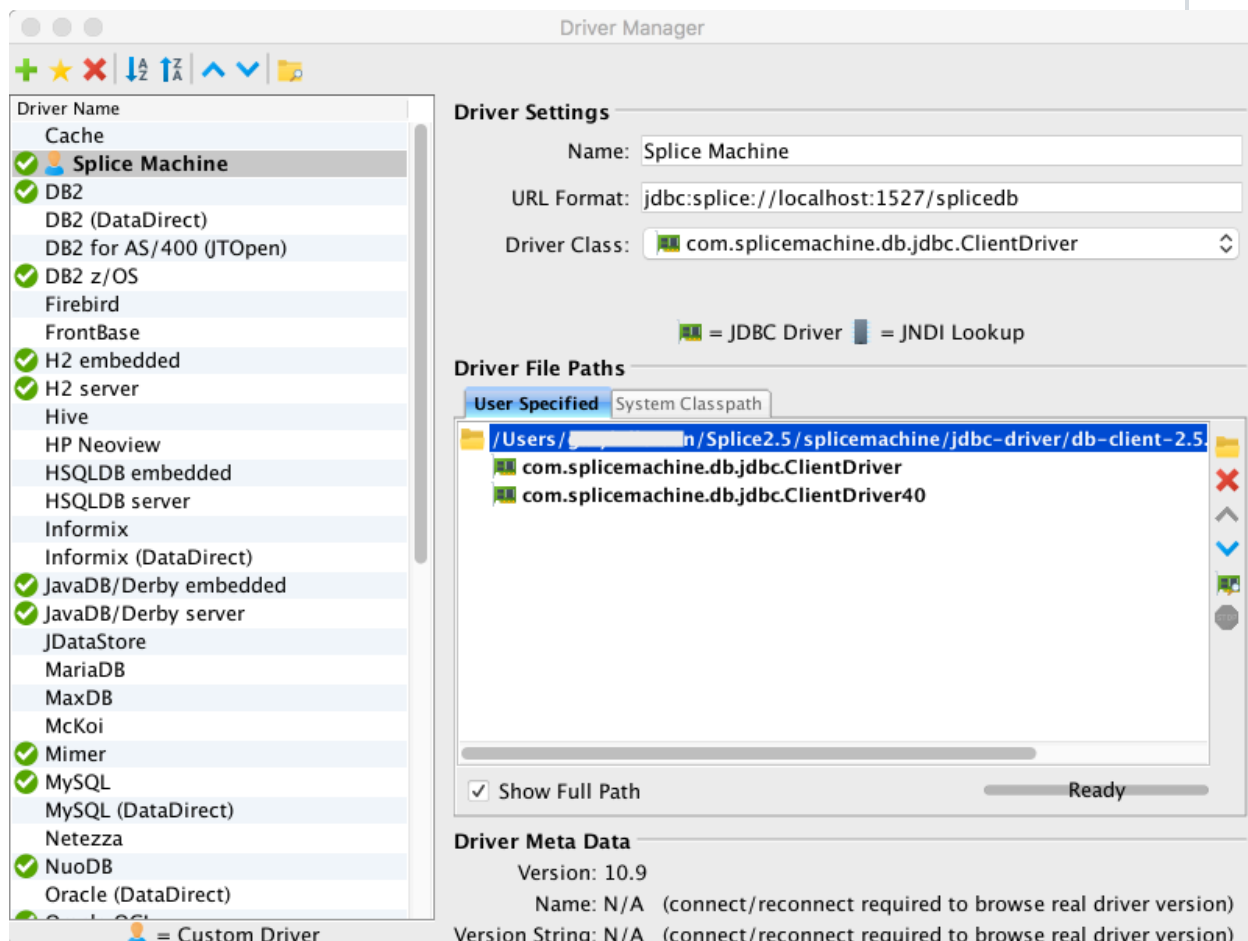 Driver Manager
Driver Name
Cache
Splice Machine
DB2
DB2 (DataDirect)
DB2 for AS/400 (JTOpen)
DB2 z/OS
Firebird
FrontBase
H2 embedded
H2 server
Hive
HP Neoview
HSQLDB embedded
HSQLDB server
Informix
Informix (DataDirect)
JavaDB/Derby embedded
JavaDB/Derby server
JDataStore
MariaDB
MaxDB
McKoi
Mimer
MySQL
MySQL (DataDirect)
Netezza
NuoDB
Oracle (DataDirect)
= Custom Driver
Driver Settings
Name: Splice Machine
URL Format: jdbc:splice://localhost:1527/splicedb
Driver Class: com.splicemachine.db.jdbc.ClientDriver
= JDBC Driver = JNDI Lookup
Driver File Paths
User Specified System Classpath
/Users/ n/Splice2.5/splicemachine/jdbc-driver/db-client-2.5.
com.splicemachine.db.jdbc.ClientDriver
com.splicemachine.db.jdbc.ClientDriver40
Show Full Path Ready
Driver Meta Data
Version: 10.9
Name: N/A (connect/reconnect required to browse real driver version)
Version String: N/A (connect/reconnect required to browse real driver version)